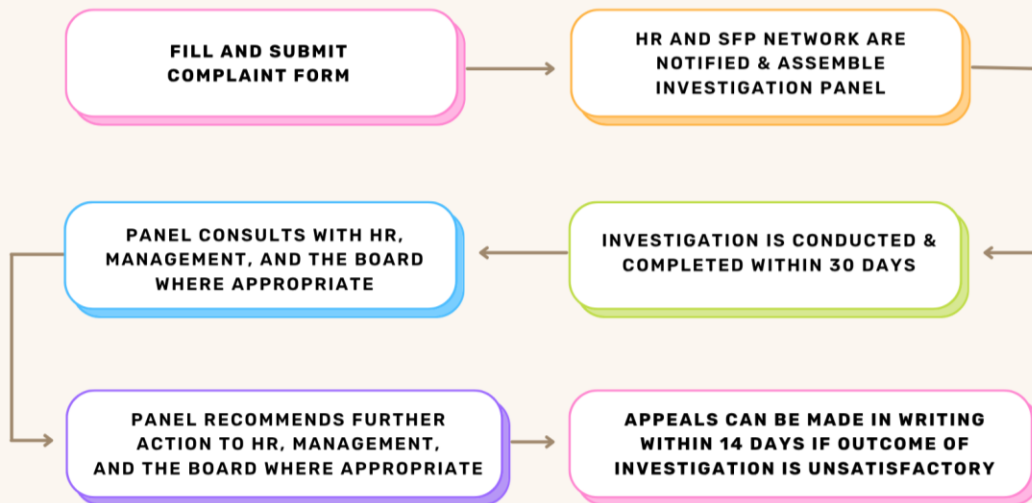 FILL AND SUBMIT
COMPLAINT FORM
HR AND SFP NETWORK ARE
NOTIFIED & ASSEMBLE
INVESTIGATION PANEL
INVESTIGATION IS CONDUCTED &
COMPLETED WITHIN 30 DAYS
PANEL CONSULTS WITH HR,
MANAGEMENT, AND THE BOARD
WHERE APPROPRIATE
PANEL RECOMMENDS FURTHER
ACTION TO HR, MANAGEMENT,
AND THE BOARD WHERE APPROPRIATE
APPEALS CAN BE MADE IN WRITING
WITHIN 14 DAYS IF OUTCOME OF
INVESTIGATION IS UNSATISFACTORY